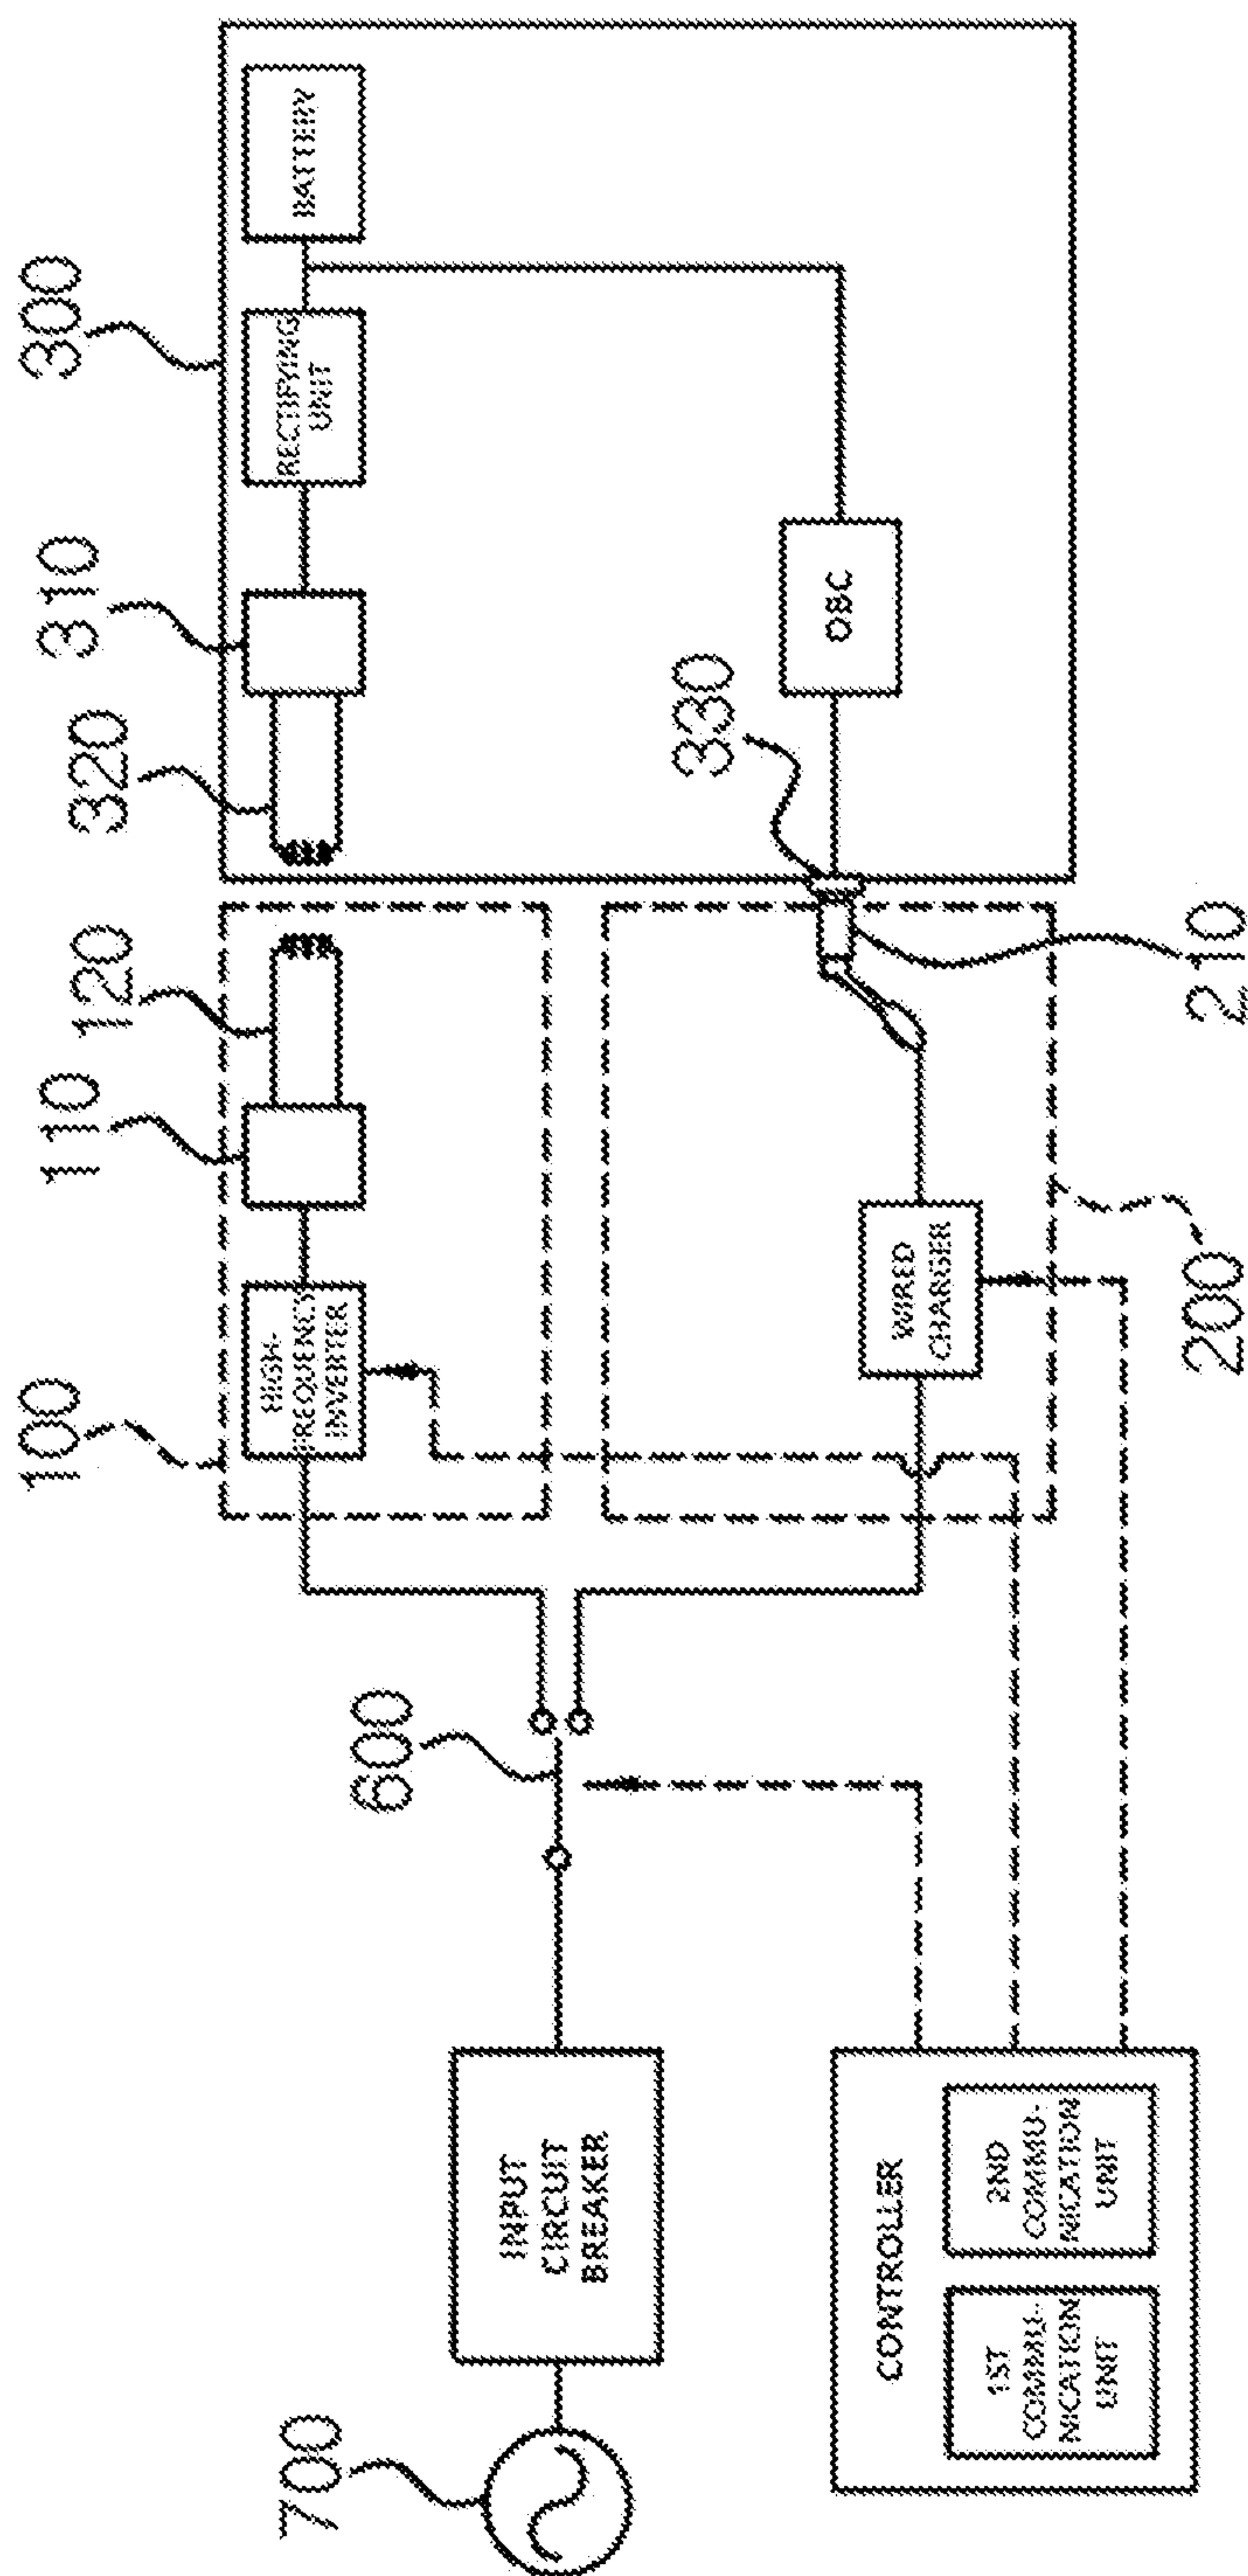 300
310
320
BATTERY
RECTIFYING
UNIT
330
OBC
100
110
120
HIGH-
FREQUENCY
INVERTER
WIRED
CHARGER
210
200
600
700
INPUT
CIRCUIT
BREAKER
CONTROLLER
1ST
COMMU-
NICATION
UNIT
2ND
COMMU-
NICATION
UNIT